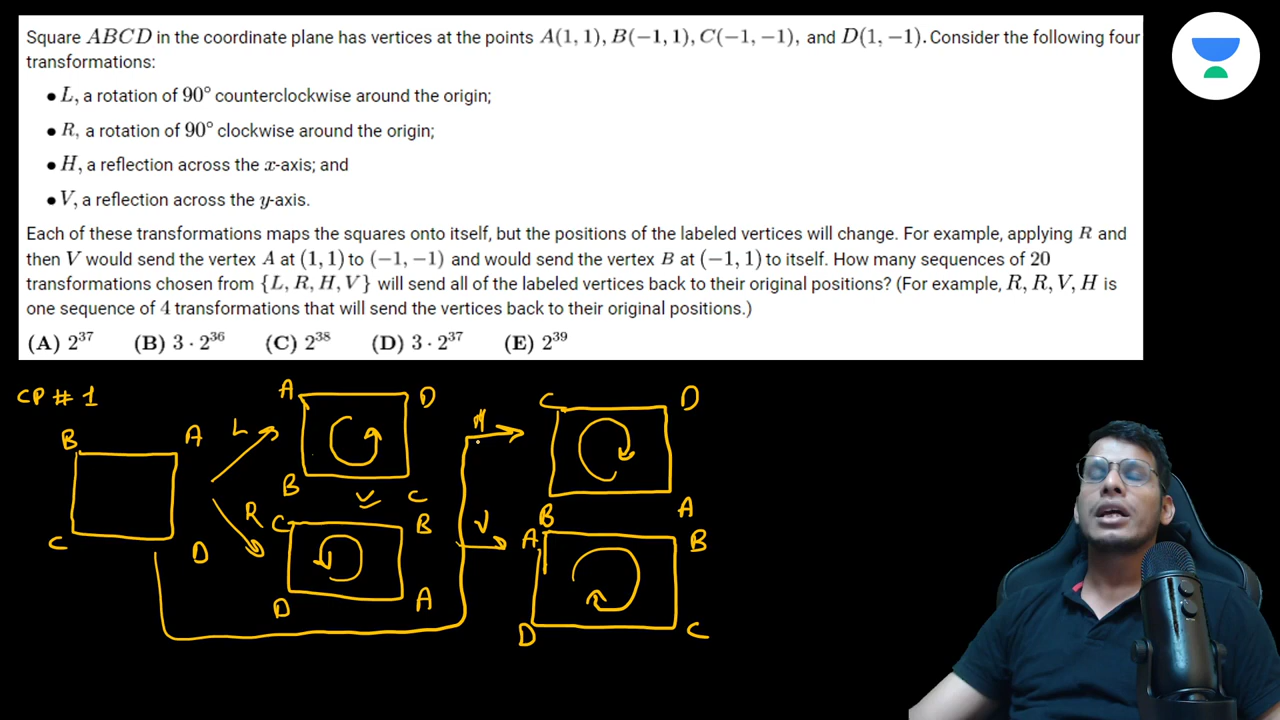 Square ABCD in the coordinate plane has vertices at the points A(1, 1), B(−1, 1), C(−1, −1), and D(1, −1). Consider the following four
transformations:
• L, a rotation of 90° counterclockwise around the origin;
• R, a rotation of 90° clockwise around the origin;
• H, a reflection across the x-axis; and
• V, a reflection across the y-axis.
Each of these transformations maps the squares onto itself, but the positions of the labeled vertices will change. For example, applying R and
then V would send the vertex A at (1, 1) to (−1, −1) and would send the vertex B at (−1, 1) to itself. How many sequences of 20
transformations chosen from {L, R, H, V} will send all of the labeled vertices back to their original positions? (For example, R, R, V, H is
one sequence of 4 transformations that will send the vertices back to their original positions.)
(A) 2^37 (B) 3 · 2^36 (C) 2^38 (D) 3 · 2^37 (E) 2^39
CP # 1
A D H C D
B A L
B C B A
C D R C B V A B
D A D C